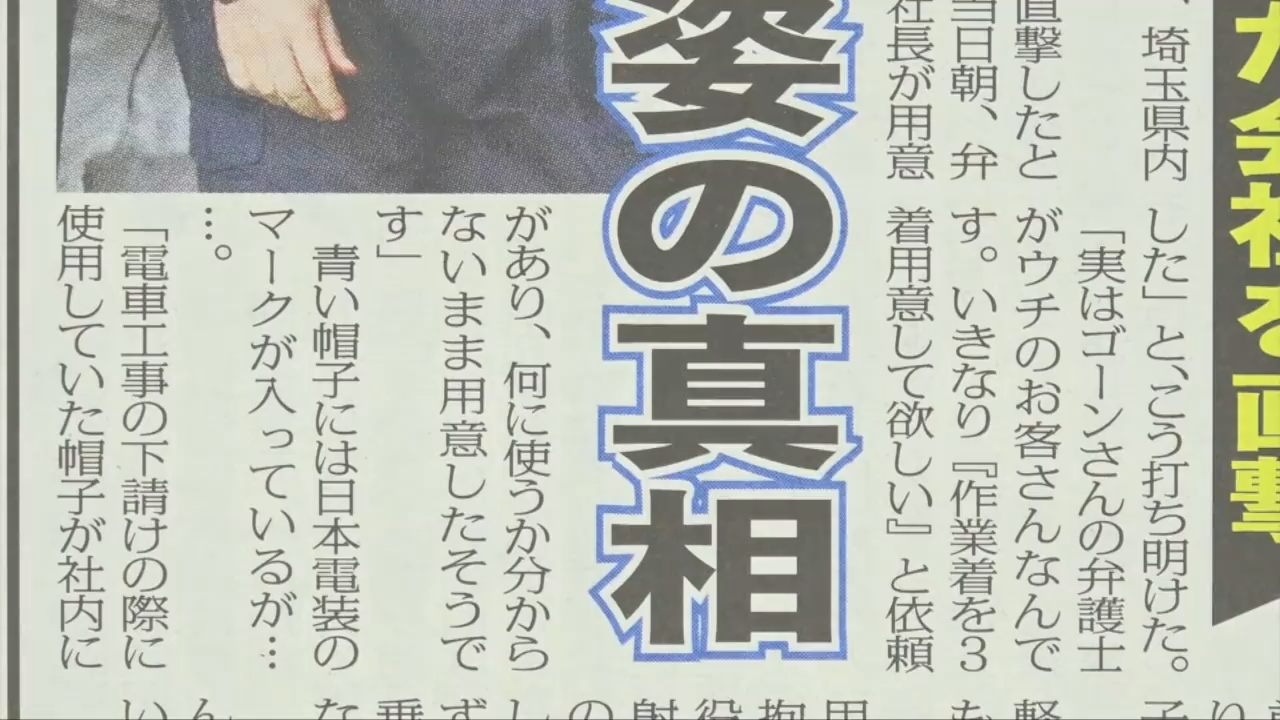 会社を直撃
、埼玉県内
直撃したと
当日朝、弁
社長が用意
した」と、こう打ち明けた。
「実はゴーンさんの弁護士
がウチのお客さんなんで
す。いきなり『作業着を3
着用意して欲しい』と依頼
姿の真相
があり、何に使うか分から
ないまま用意したそうで
す」
青い帽子には日本電装の
マークが入っているが…
…。
「電車工事の下請けの際に
使用していた帽子が社内に